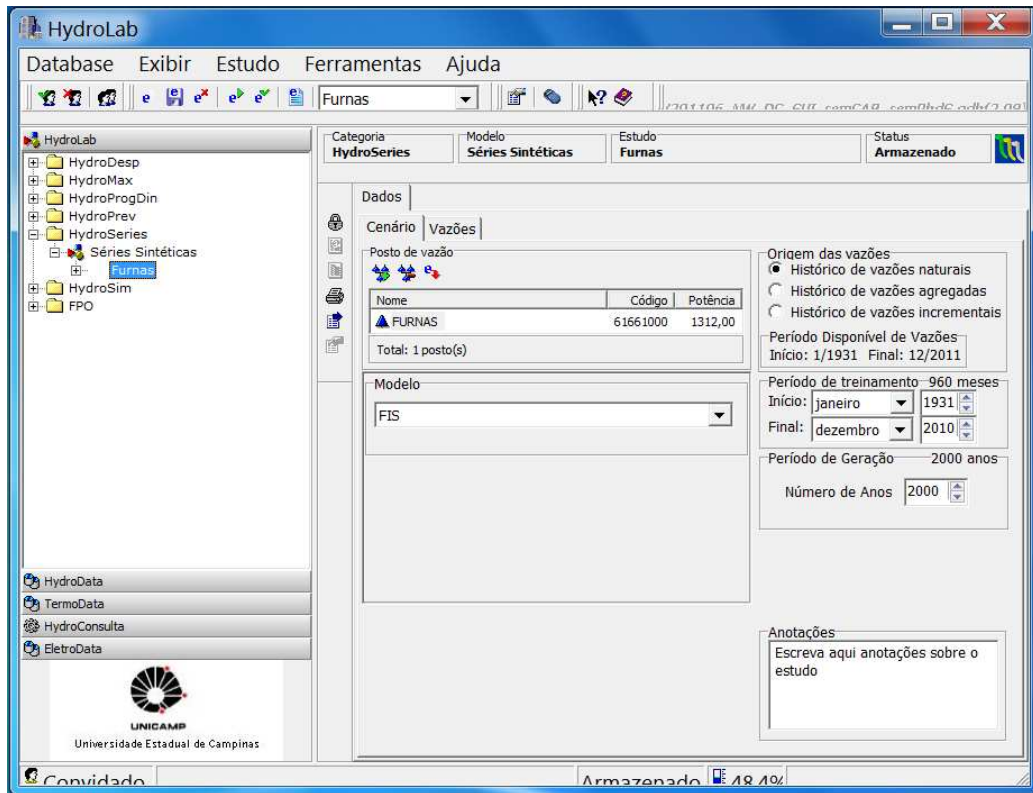 HydroLab
Database Exibir Estudo Ferramentas Ajuda
Furnas
HydroLab
HydroDesp
HydroMax
HydroProgDin
HydroPrev
HydroSeries
Séries Sintéticas
Furnas
HydroSim
FPO
HydroData
TermoData
HydroConsulta
EletroData
UNICAMP
Universidade Estadual de Campinas
Categoria Modelo Estudo Status
HydroSeries Séries Sintéticas Furnas Armazenado
Dados
Cenário Vazões
Posto de vazão
Nome Código Potência
FURNAS 61661000 1312,00
Total: 1 posto(s)
Modelo
FIS
Origem das vazões
Histórico de vazões naturais
Histórico de vazões agregadas
Histórico de vazões incrementais
Período Disponível de Vazões
Início: 1/1931 Final: 12/2011
Período de treinamento 960 meses
Início: janeiro 1931
Final: dezembro 2010
Período de Geração 2000 anos
Número de Anos 2000
Anotações
Escreva aqui anotações sobre o
estudo
Convidado Armazenado 48.4%